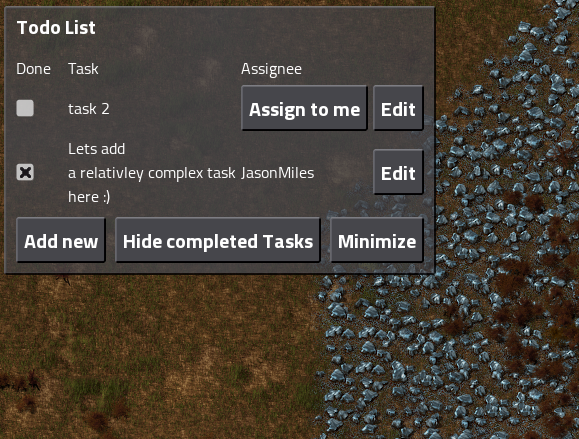 Todo List
Done Task Assignee
task 2 Assign to me Edit
Lets add
a relativley complex task JasonMiles Edit
here :)
Add new Hide completed Tasks Minimize